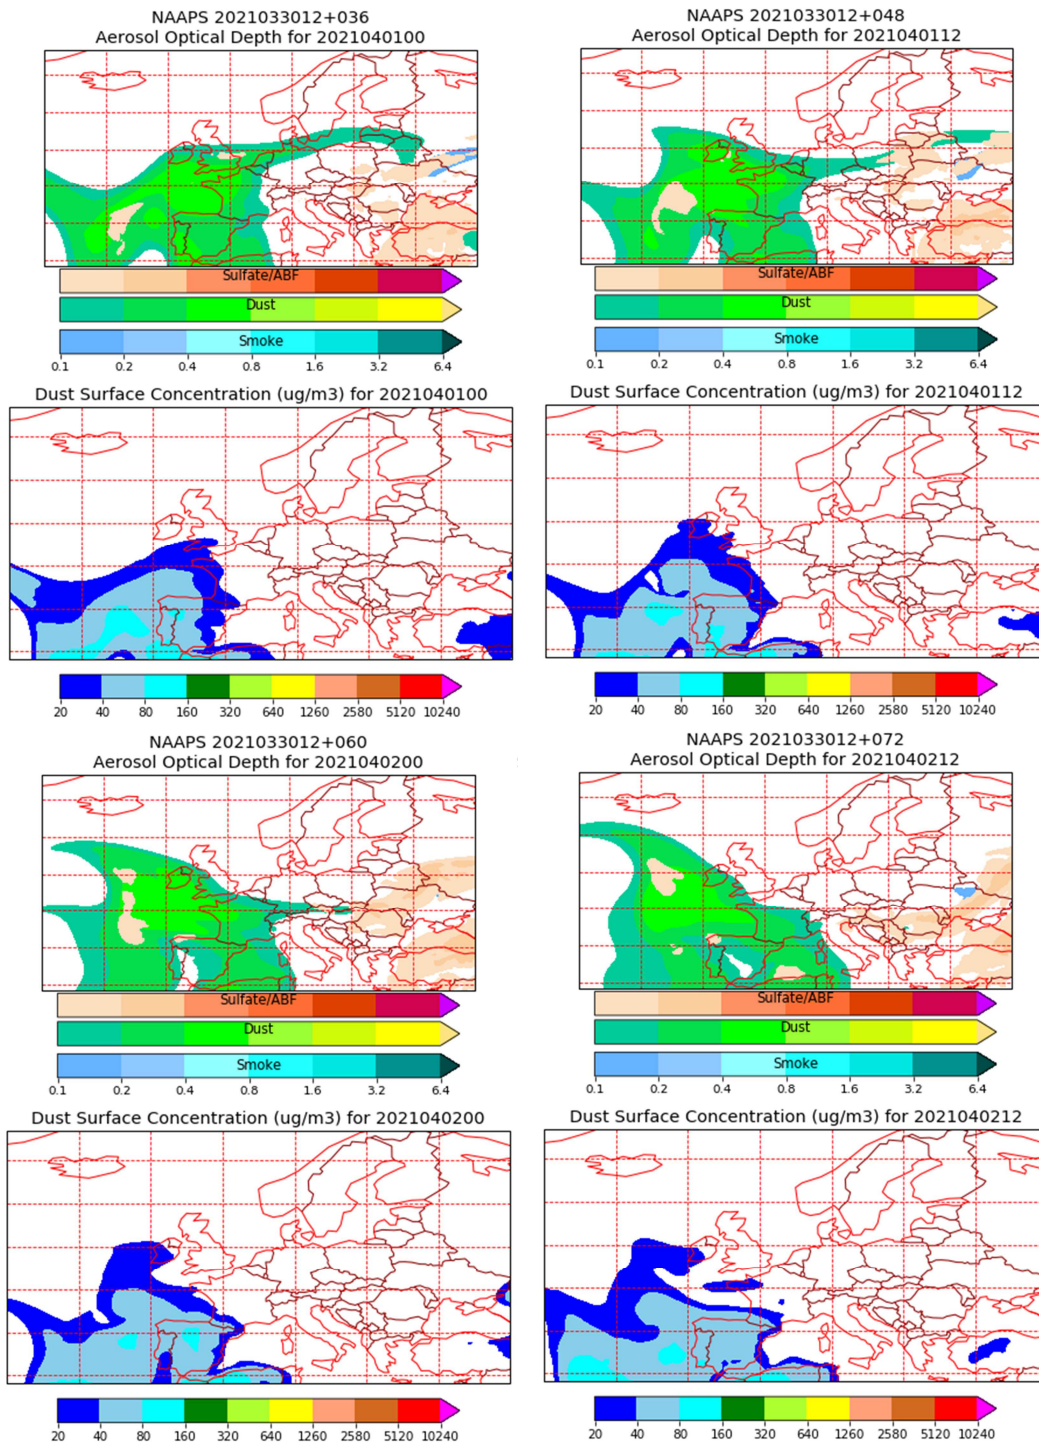 NAAPS 2021033012+036
Aerosol Optical Depth for 2021040100
Sulfate/ABF
Dust
Smoke
0.1 0.2 0.4 0.8 1.6 3.2 6.4
NAAPS 2021033012+048
Aerosol Optical Depth for 2021040112
Sulfate/ABF
Dust
Smoke
0.1 0.2 0.4 0.8 1.6 3.2 6.4
Dust Surface Concentration (ug/m3) for 2021040100
20 40 80 160 320 640 1260 2580 5120 10240
Dust Surface Concentration (ug/m3) for 2021040112
20 40 80 160 320 640 1260 2580 5120 10240
NAAPS 2021033012+060
Aerosol Optical Depth for 2021040200
Sulfate/ABF
Dust
Smoke
0.1 0.2 0.4 0.8 1.6 3.2 6.4
NAAPS 2021033012+072
Aerosol Optical Depth for 2021040212
Sulfate/ABF
Dust
Smoke
0.1 0.2 0.4 0.8 1.6 3.2 6.4
Dust Surface Concentration (ug/m3) for 2021040200
20 40 80 160 320 640 1260 2580 5120 10240
Dust Surface Concentration (ug/m3) for 2021040212
20 40 80 160 320 640 1260 2580 5120 10240